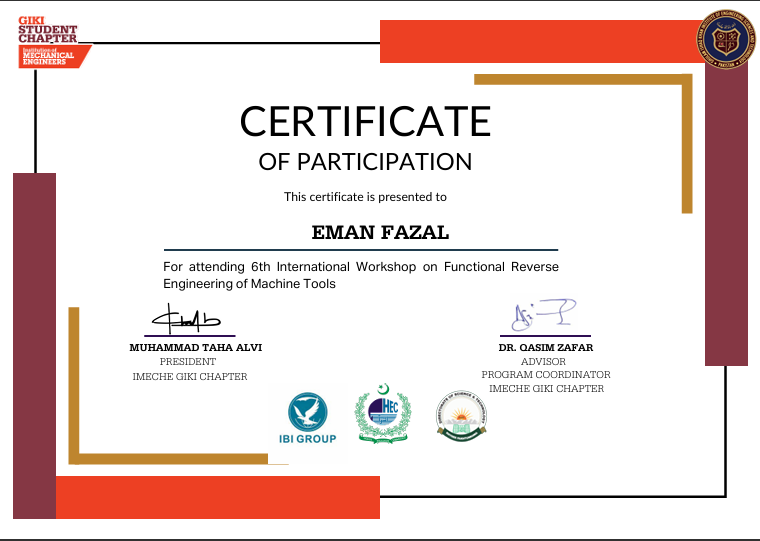 GIKI
STUDENT
CHAPTER
Institution of
MECHANICAL
ENGINEERS
CERTIFICATE
OF PARTICIPATION
This certificate is presented to
EMAN FAZAL
For attending 6th International Workshop on Functional Reverse
Engineering of Machine Tools
MUHAMMAD TAHA ALVI
PRESIDENT
IMECHE GIKI CHAPTER
DR. QASIM ZAFAR
ADVISOR
PROGRAM COORDINATOR
IMECHE GIKI CHAPTER
IBI GROUP
HEC